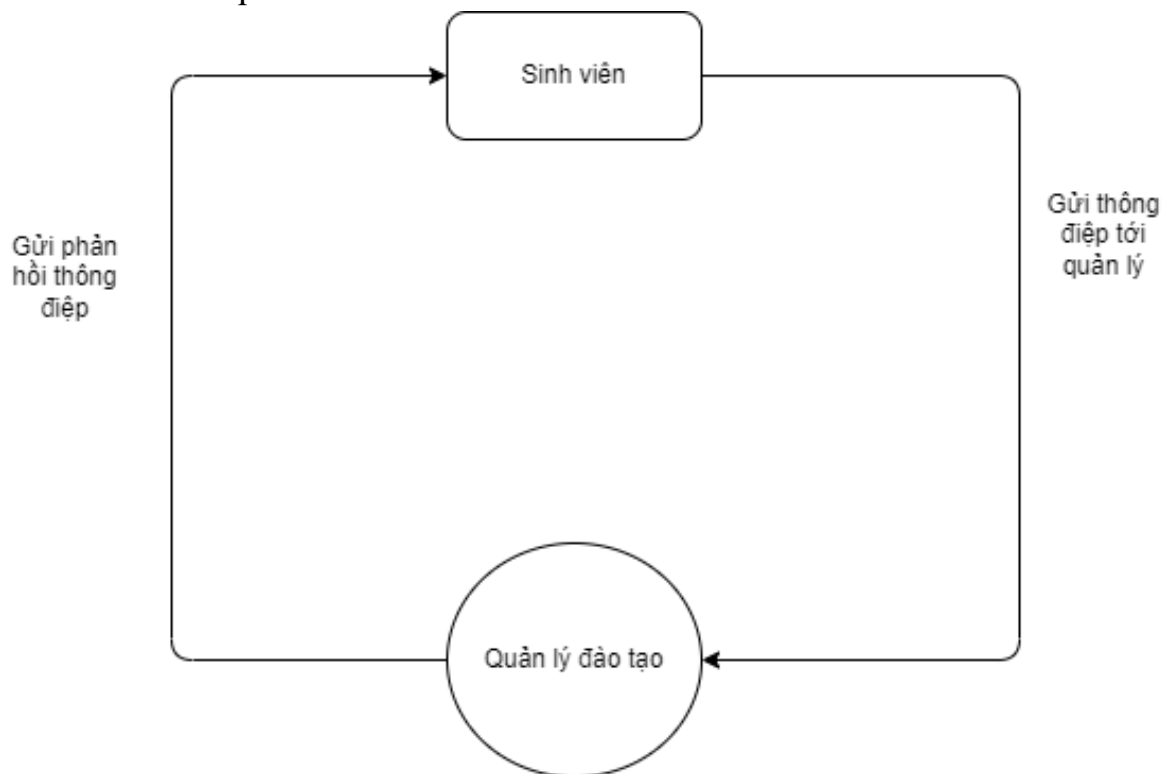 Sinh viên
Gửi thông
điệp tới
quản lý
Gửi phản
hồi thông
điệp
Quản lý đào tạo